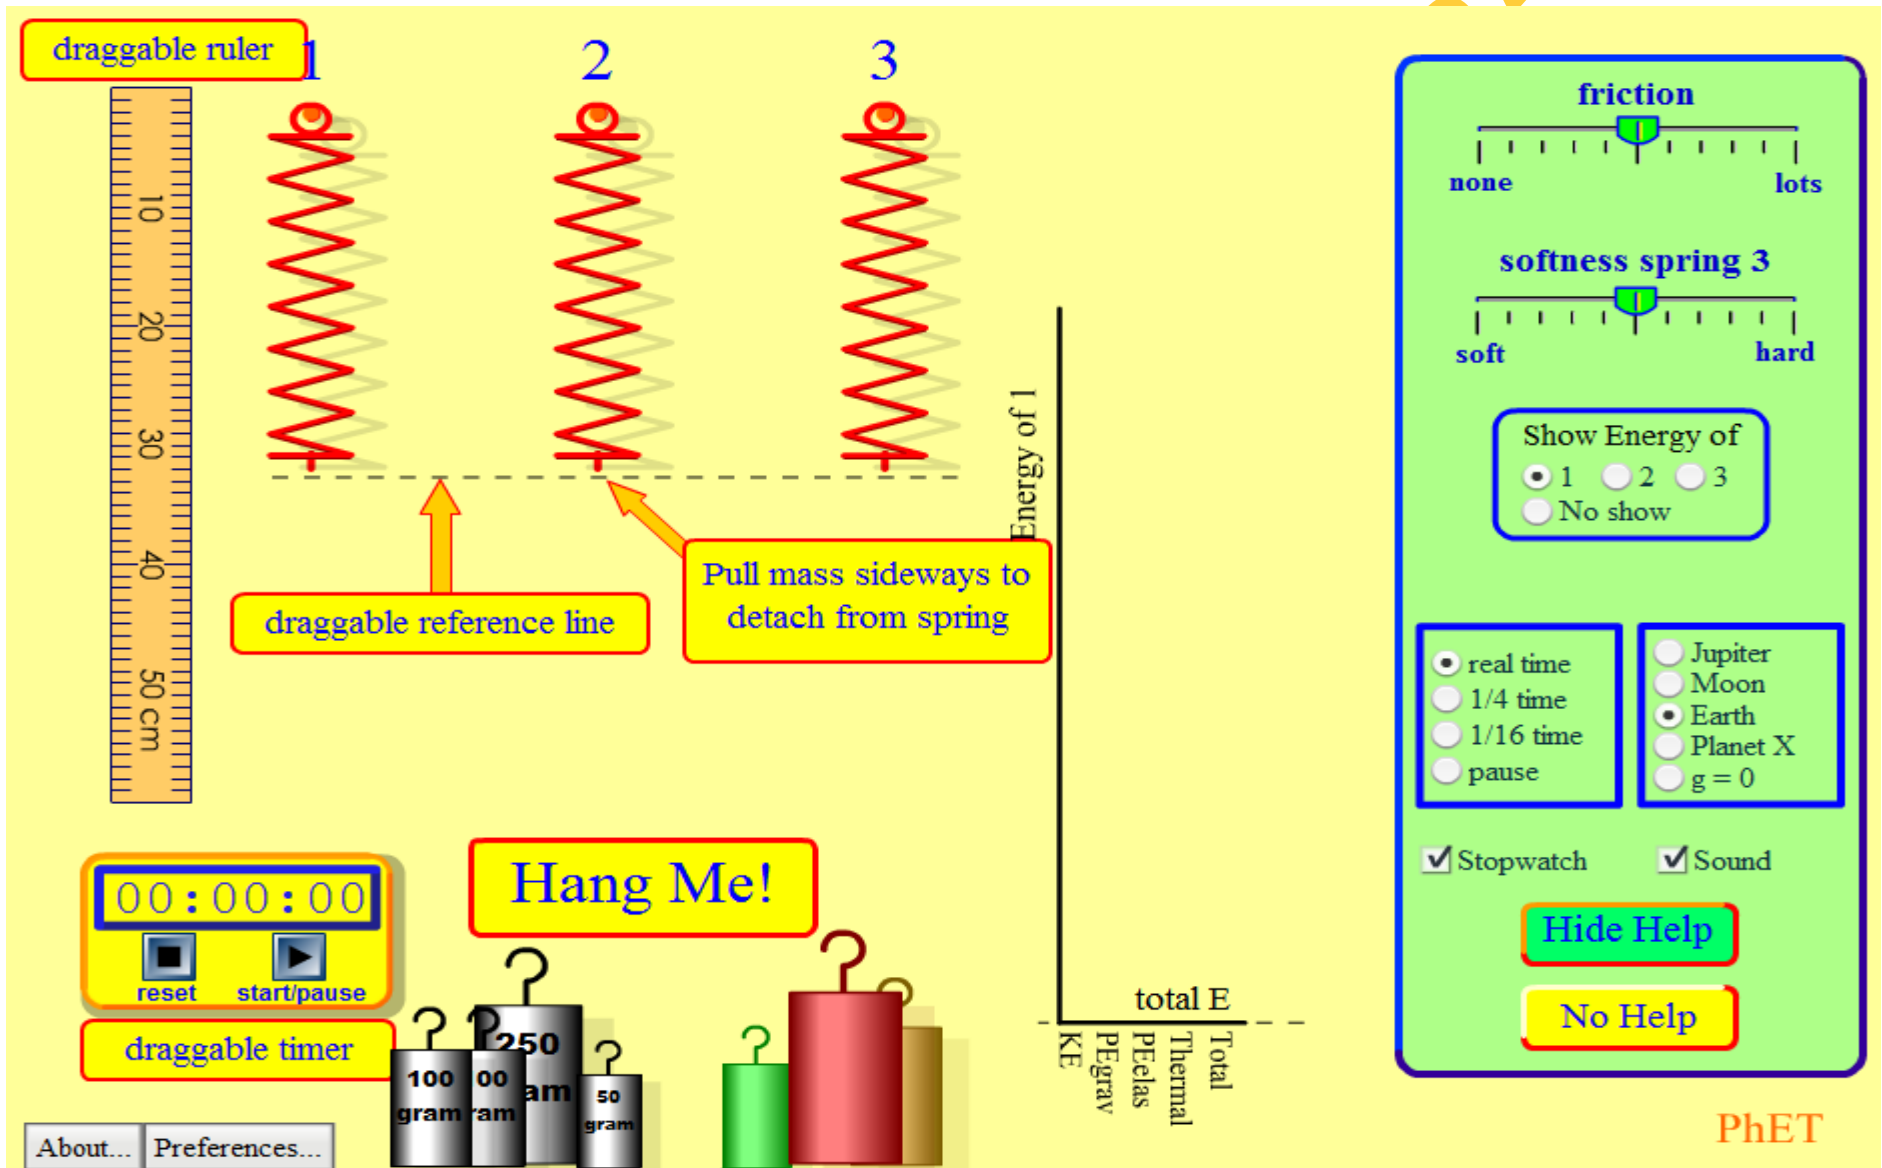 draggable ruler
1 2 3
10
20
30
40
50 cm
draggable reference line
Pull mass sideways to
detach from spring
Energy of 1
total E
KE
PEgrav
PEelas
Thermal
Total
00:00:00
reset start/pause
draggable timer
Hang Me!
100
gram
00
ram
250
am
50
gram
About... Preferences...
friction
none lots
softness spring 3
soft hard
Show Energy of
1 2 3
No show
real time
1/4 time
1/16 time
pause
Jupiter
Moon
Earth
Planet X
g = 0
Stopwatch Sound
Hide Help
No Help
PhET